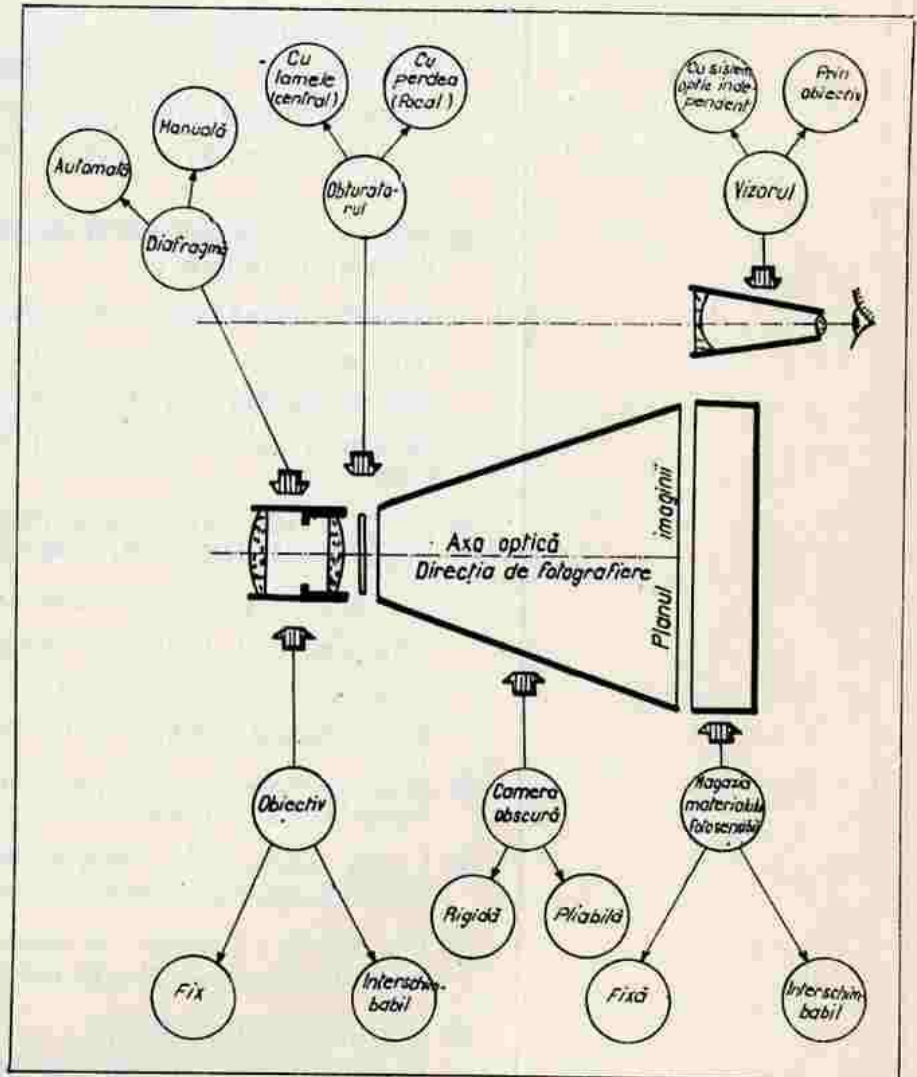 Cu
lamele
(central)
Cu
perdea
(focal)
Cu sistem
optic inde-
pendent
Prin
obiectiv
Automată
Manuală
Diafragma
Obturato-
rul
Vizorul
Axa optică
Direcția de fotografiere
Planul imaginii
Obiectiv
Camera
obscură
Magazia
fotosensibil
Rigidă
Pliabilă
Fix
Interschim-
babil
Fixă
Interschim-
babil